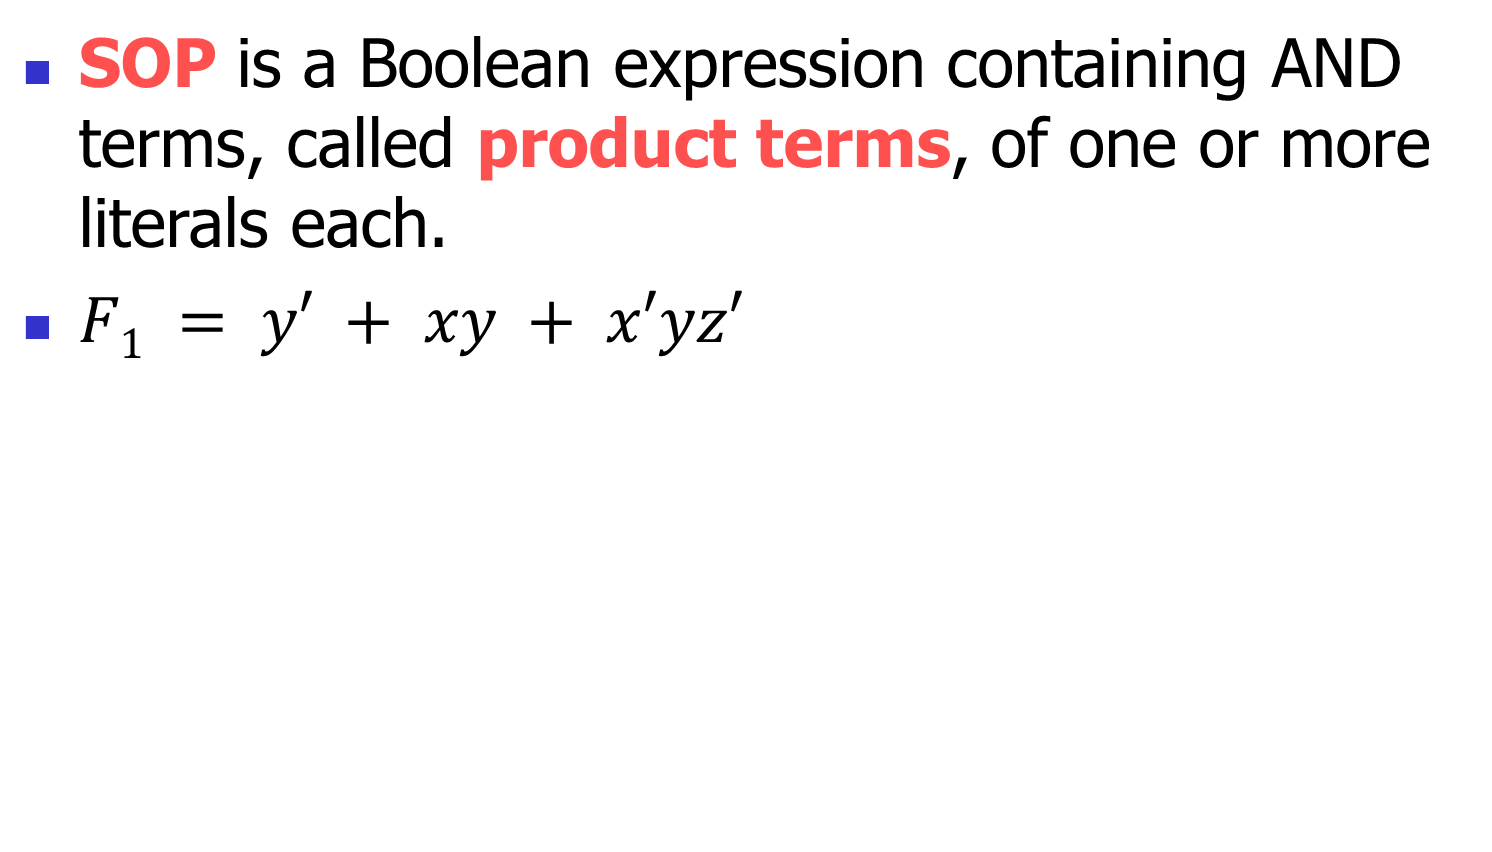 SOP is a Boolean expression containing AND
terms, called product terms, of one or more
literals each.
F₁ = y′ + xy + x′yz′